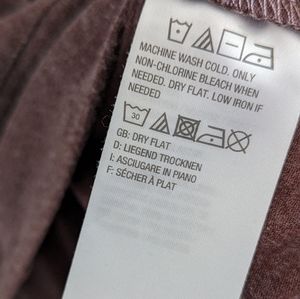 MACHINE WASH COLD. ONLY
NON-CHLORINE BLEACH WHEN
NEEDED. DRY FLAT. LOW IRON IF
NEEDED
30
GB: DRY FLAT
D: LIEGEND TROCKNEN
I: ASCIUGARE IN PIANO
F: SÉCHER À PLAT